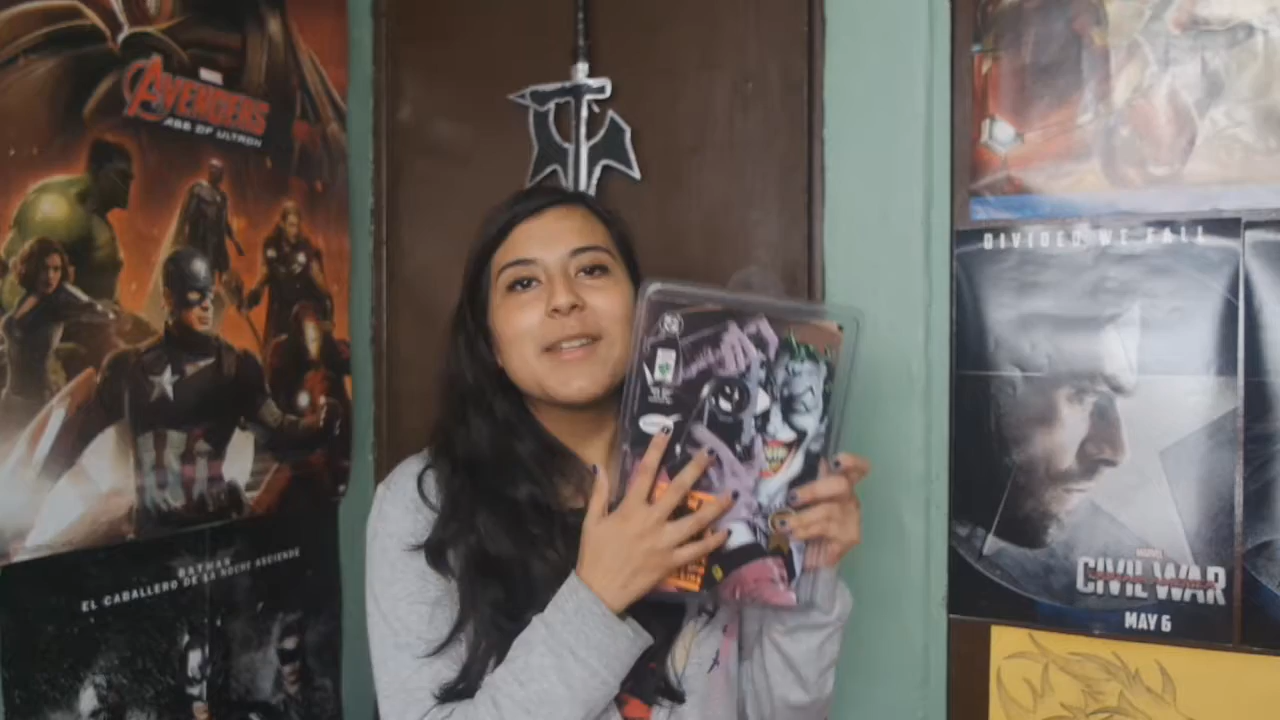 MARVEL
AVENGERS
AGE OF ULTRON
BATMAN
EL CABALLERO DE LA NOCHE ASCIENDE
DIVIDED WE FALL
MARVEL
CIVIL WAR
MAY 6